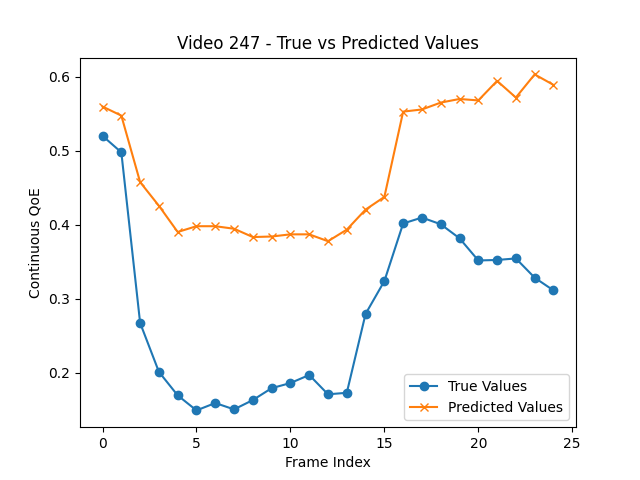 Video 247 - True vs Predicted Values
Continuous QoE
0.6
0.5
0.4
0.3
0.2
True Values
Predicted Values
0 5 10 15 20 25
Frame Index